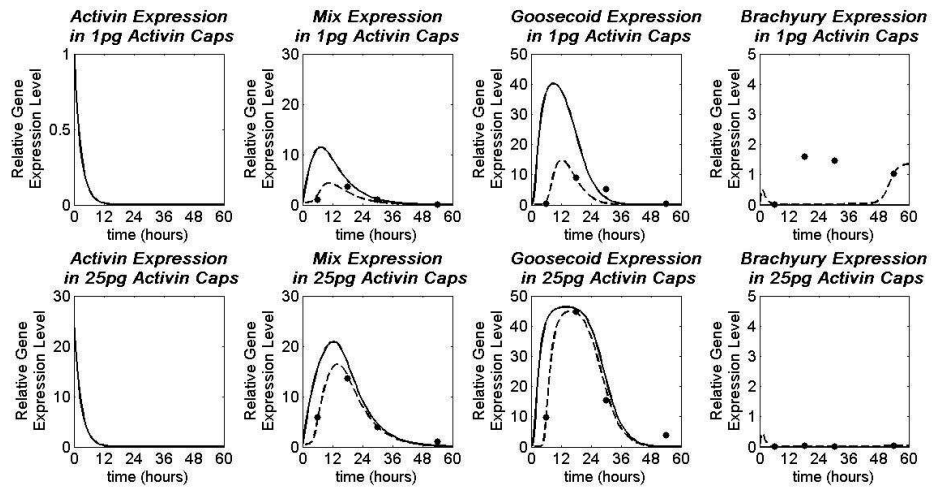 Activin Expression
in 1pg Activin Caps
Mix Expression
in 1pg Activin Caps
Goosecoid Expression
in 1pg Activin Caps
Brachyury Expression
in 1pg Activin Caps
Relative Gene
Expression Level
1
0.5
0
0 12 24 36 48 60
time (hours)
Relative Gene
Expression Level
30
20
10
0
0 12 24 36 48 60
time (hours)
Relative Gene
Expression Level
50
40
30
20
10
0
0 12 24 36 48 60
time (hours)
Relative Gene
Expression Level
5
4
3
2
1
0
0 12 24 36 48 60
time (hours)
Activin Expression
in 25pg Activin Caps
Mix Expression
in 25pg Activin Caps
Goosecoid Expression
in 25pg Activin Caps
Brachyury Expression
in 25pg Activin Caps
Relative Gene
Expression Level
30
20
10
0
0 12 24 36 48 60
time (hours)
Relative Gene
Expression Level
30
20
10
0
0 12 24 36 48 60
time (hours)
Relative Gene
Expression Level
50
40
30
20
10
0
0 12 24 36 48 60
time (hours)
Relative Gene
Expression Level
5
4
3
2
1
0
0 12 24 36 48 60
time (hours)